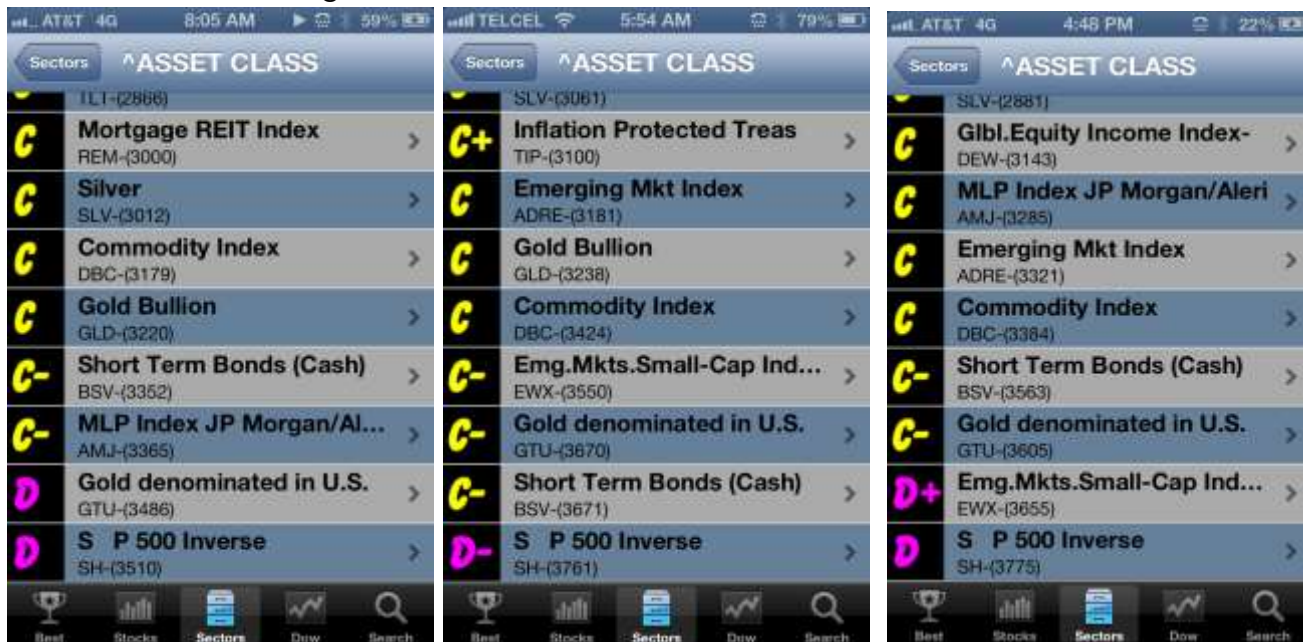 AT&T 4G 8:05 AM 59%
Sectors ^ASSET CLASS
TLT-(2866)
C Mortgage REIT Index
REM-(3000)
C Silver
SLV-(3012)
C Commodity Index
DBC-(3179)
C Gold Bullion
GLD-(3220)
C- Short Term Bonds (Cash)
BSV-(3352)
C- MLP Index JP Morgan/Al...
AMJ-(3365)
D Gold denominated in U.S.
GTU-(3486)
D S P 500 Inverse
SH-(3510)
Best Stocks Sectors Dow Search
TELCEL 5:54 AM 79%
Sectors ^ASSET CLASS
SLV-(3061)
C+ Inflation Protected Treas
TIP-(3100)
C Emerging Mkt Index
ADRE-(3181)
C Gold Bullion
GLD-(3238)
C Commodity Index
DBC-(3424)
C- Emg.Mkts.Small-Cap Ind...
EWX-(3550)
C- Gold denominated in U.S.
GTU-(3670)
C- Short Term Bonds (Cash)
BSV-(3671)
D- S P 500 Inverse
SH-(3761)
Best Stocks Sectors Dow Search
AT&T 4G 4:48 PM 22%
Sectors ^ASSET CLASS
SLV-(2881)
C Glbl.Equity Income Index-
DEW-(3143)
C MLP Index JP Morgan/Aleri
AMJ-(3285)
C Emerging Mkt Index
ADRE-(3321)
C Commodity Index
DBC-(3384)
C- Short Term Bonds (Cash)
BSV-(3563)
C- Gold denominated in U.S.
GTU-(3605)
D+ Emg.Mkts.Small-Cap Ind...
EWX-(3655)
D S P 500 Inverse
SH-(3775)
Best Stocks Sectors Dow Search